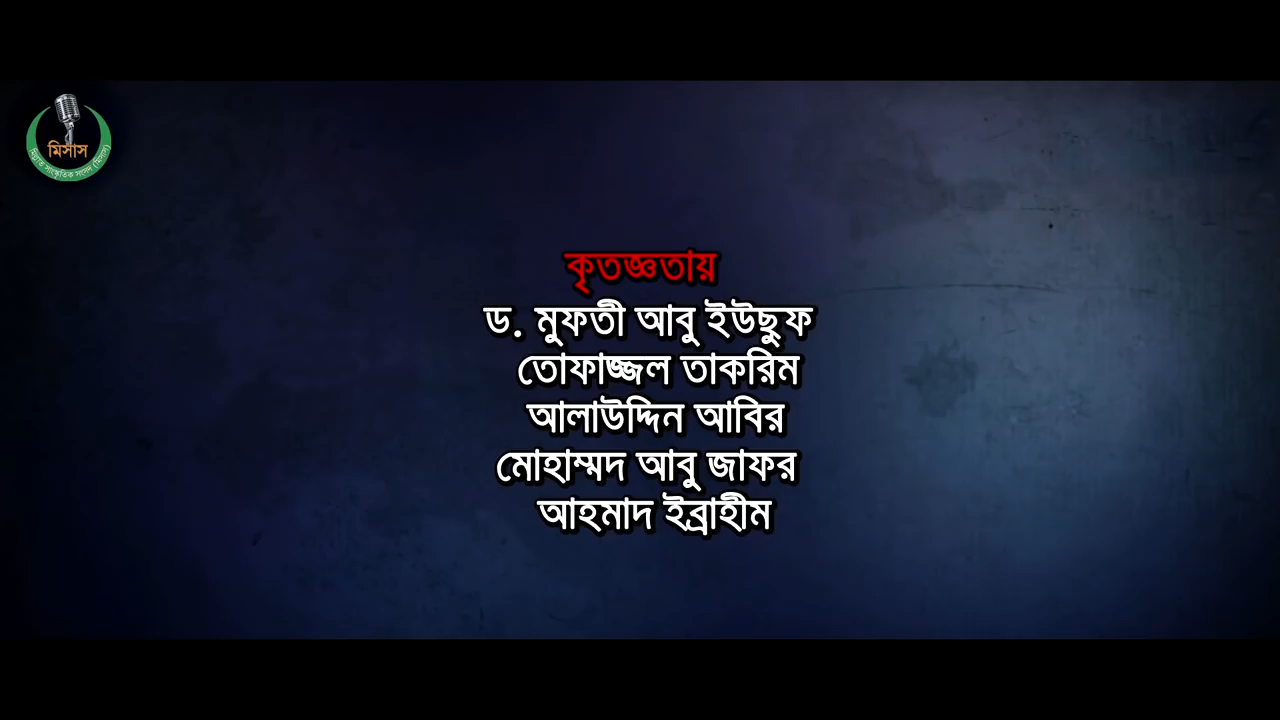 মিসাস
কৃতজ্ঞতায়
ড. মুফতী আবু ইউছুফ
তোফাজ্জল তাকরিম
আলাউদ্দিন আবির
মোহাম্মদ আবু জাফর
আহমাদ ইব্রাহীম